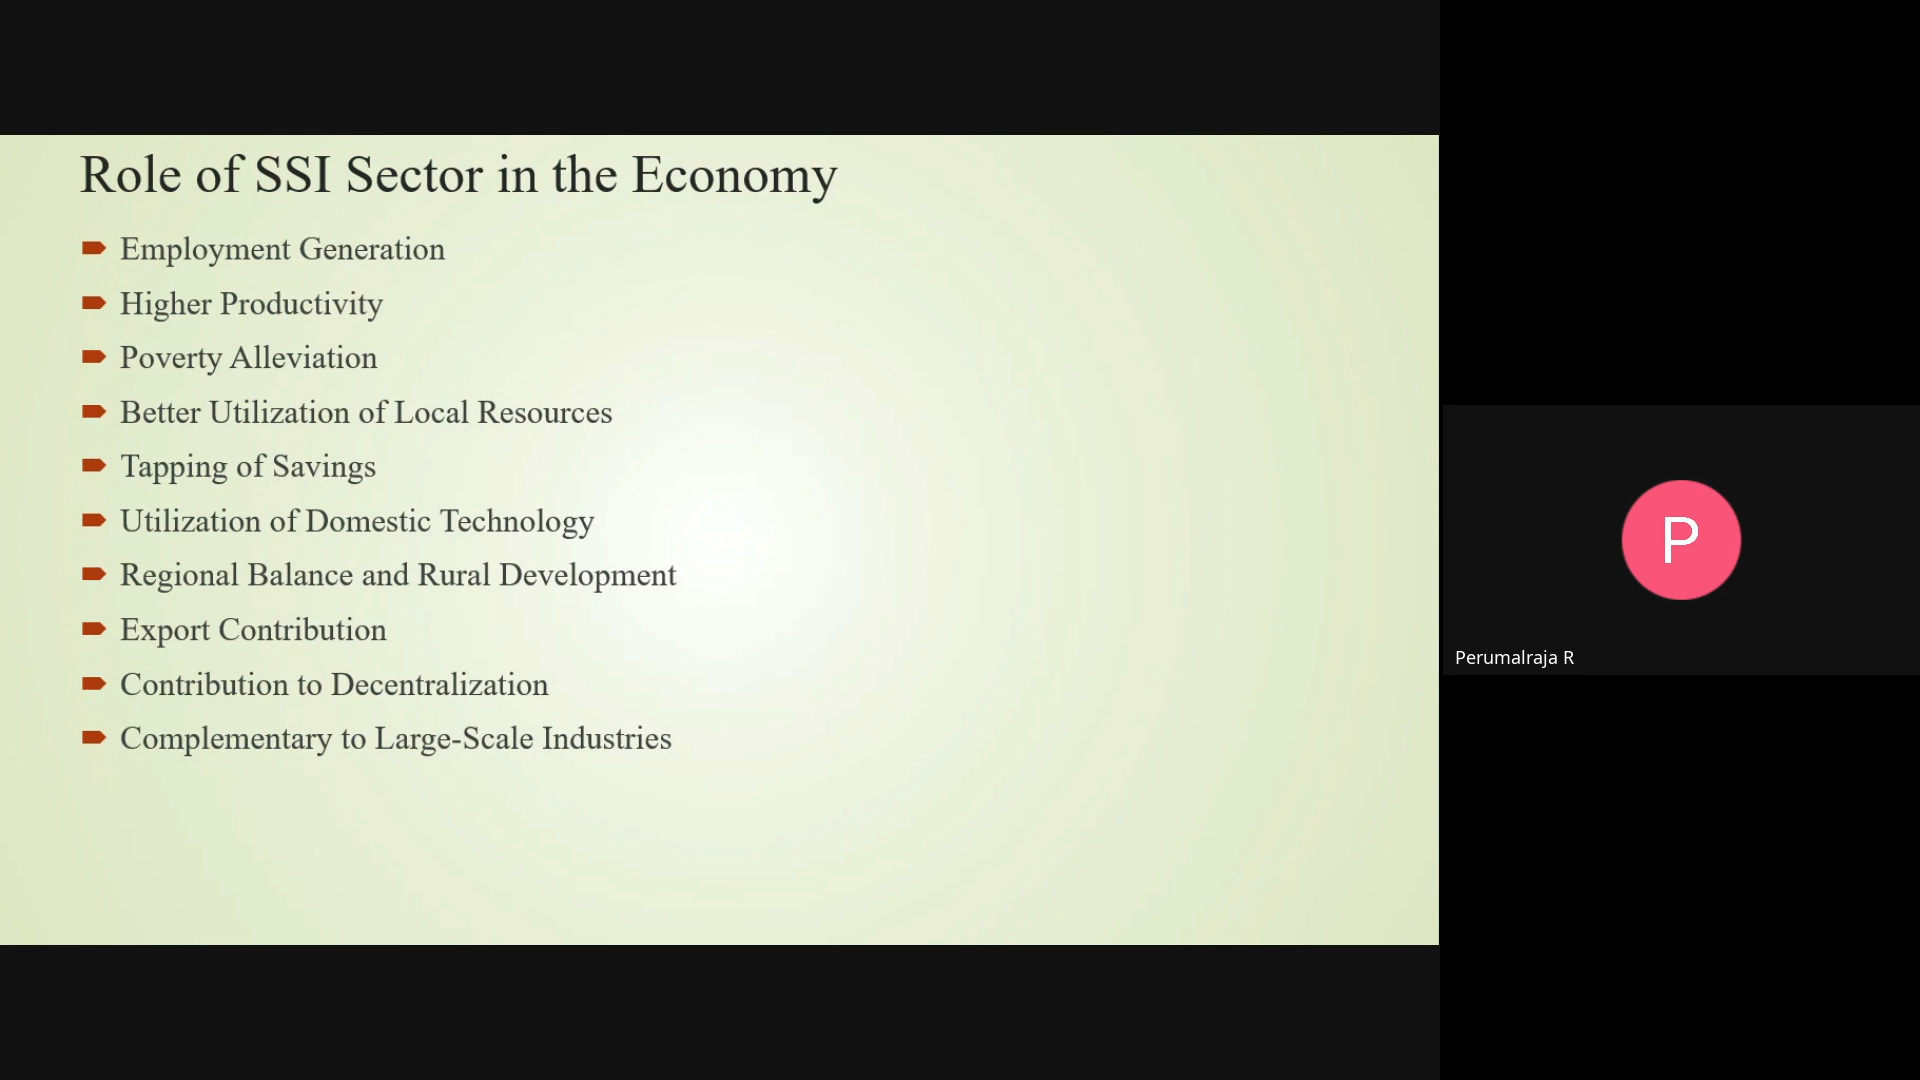 Role of SSI Sector in the Economy
Employment Generation
Higher Productivity
Poverty Alleviation
Better Utilization of Local Resources
Tapping of Savings
Utilization of Domestic Technology
Regional Balance and Rural Development
Export Contribution
Contribution to Decentralization
Complementary to Large-Scale Industries
P
Perumalraja R